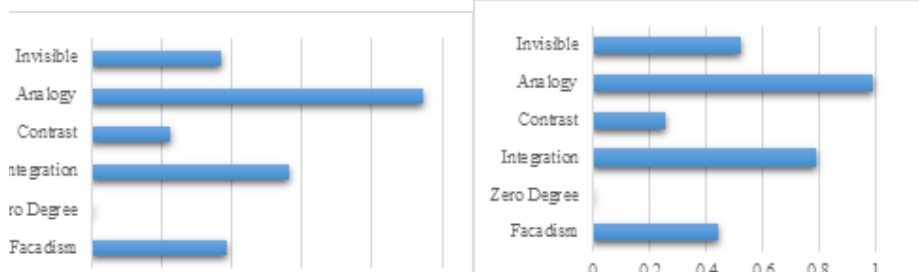 Invisible
Analogy
Contrast
ntegration
ro Degree
Facadism
Invisible
Analogy
Contrast
Integration
Zero Degree
Facadism
0 0.2 0.4 0.6 0.8 1